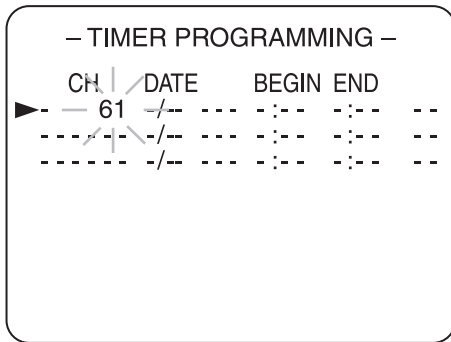 – TIMER PROGRAMMING –
CH DATE BEGIN END
►- 61 -/-- --- -:-- -:-- --
------ -/-- --- -:-- -:-- --
------ -/-- --- -:-- -:-- --